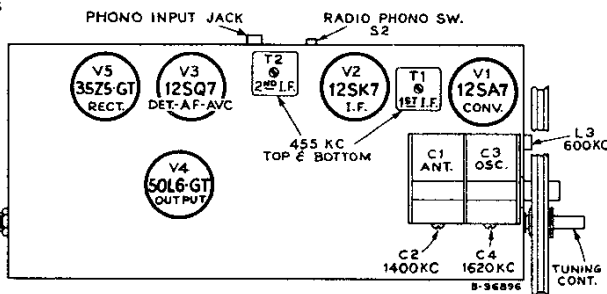 PHONO INPUT JACK
RADIO PHONO SW.
S2
V5
35Z5-GT
RECT.
V3
12SQ7
DET-AF-AVC
T2
2ND I.F.
V2
12SK7
I.F.
T1
1ST I.F.
V1
12SA7
CONV.
455 KC
TOP & BOTTOM
L3
600KC
C1
ANT.
C3
OSC.
V4
50L6-GT
OUTPUT
C2
1400KC
C4
1620KC
TUNING
CONT.
B-96896